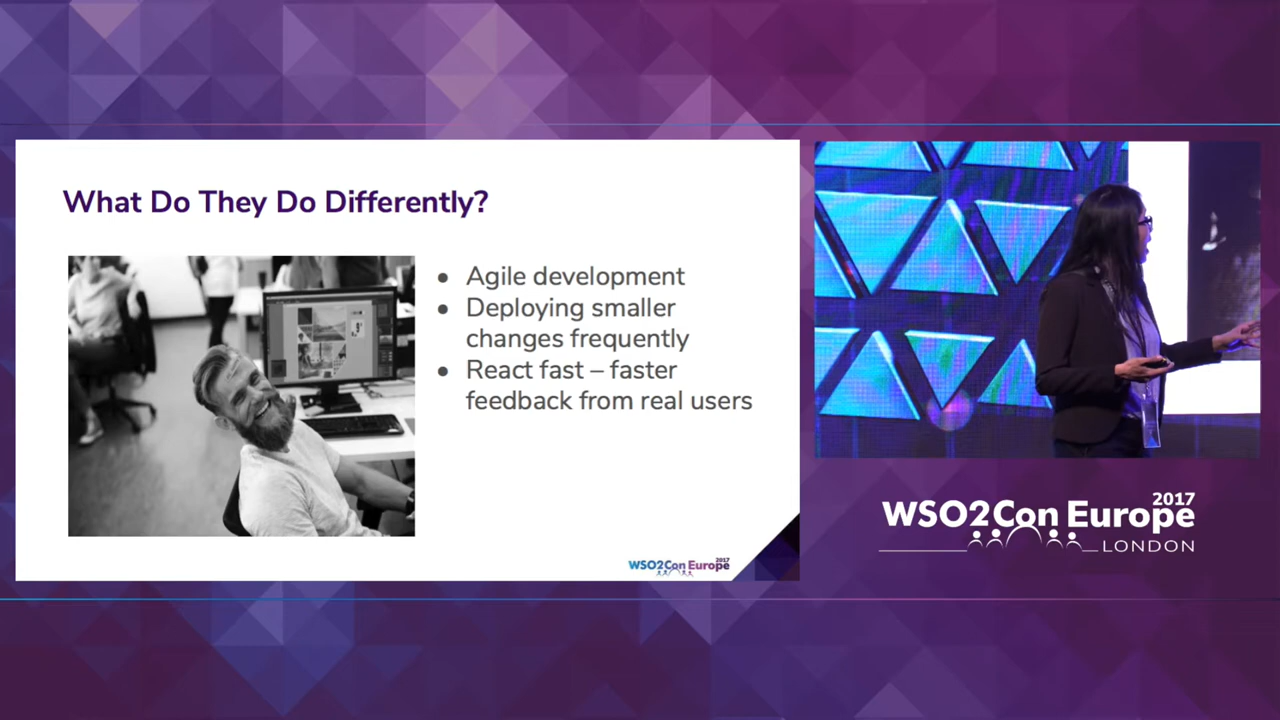 What Do They Do Differently?
● Agile development
● Deploying smaller
changes frequently
● React fast – faster
feedback from real users
WSO2Con Europe 2017
WSO2Con Europe 2017
LONDON